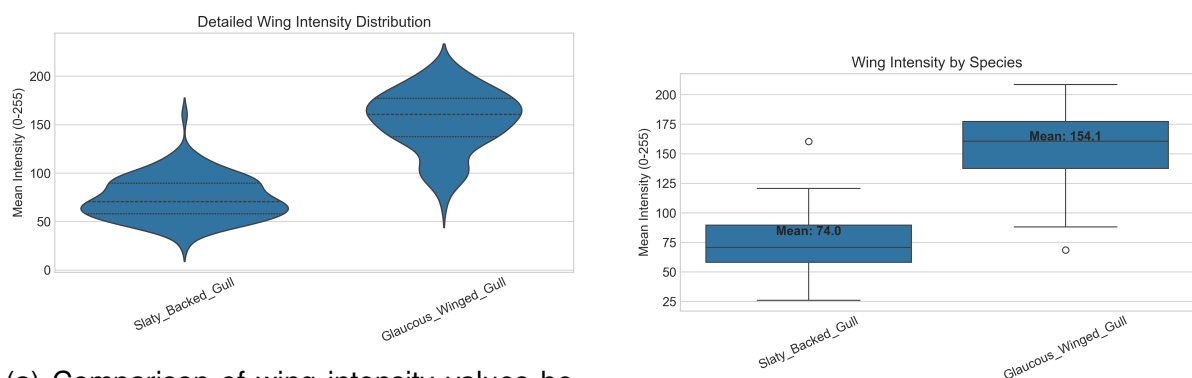 Detailed Wing Intensity Distribution
Mean Intensity (0-255)
200
150
100
50
0
Slaty_Backed_Gull
Glaucous_Winged_Gull
Wing Intensity by Species
Mean Intensity (0-255)
200
175
150
125
100
75
50
25
Mean: 74.0
Mean: 154.1
Slaty_Backed_Gull
Glaucous_Winged_Gull
(a) Comparison of wing intensity values be